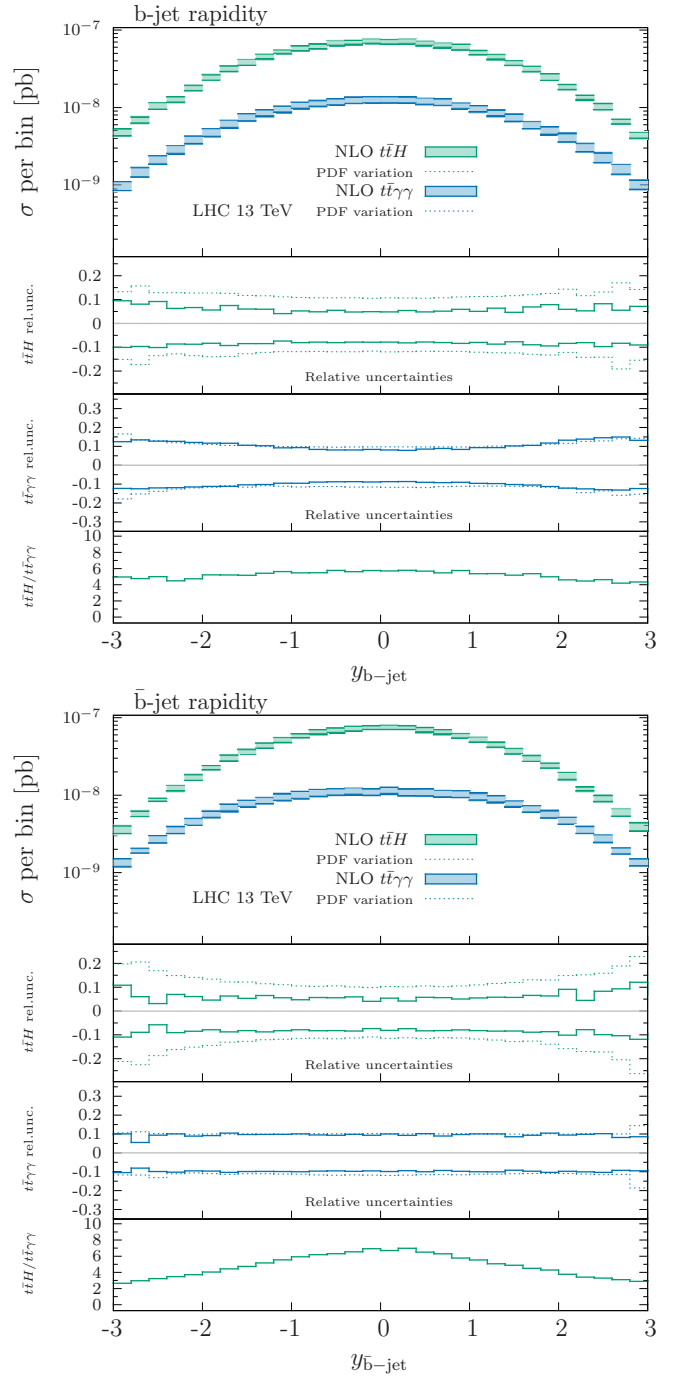 b-jet rapidity
10⁻⁷
10⁻⁸
10⁻⁹
σ per bin [pb]
NLO tt̄H
PDF variation
NLO tt̄γγ
PDF variation
LHC 13 TeV
0.2
0.1
0
-0.1
-0.2
tt̄H rel.unc.
Relative uncertainties
0.3
0.2
0.1
0
-0.1
-0.2
-0.3
tt̄γγ rel.unc.
Relative uncertainties
10
8
6
4
2
0
tt̄H/tt̄γγ
-3 -2 -1 0 1 2 3
y_{b−jet}
b̄-jet rapidity
10⁻⁷
10⁻⁸
10⁻⁹
σ per bin [pb]
NLO tt̄H
PDF variation
NLO tt̄γγ
PDF variation
LHC 13 TeV
0.2
0.1
0
-0.1
-0.2
tt̄H rel.unc.
Relative uncertainties
0.3
0.2
0.1
0
-0.1
-0.2
-0.3
tt̄γγ rel.unc.
Relative uncertainties
10
8
6
4
2
0
tt̄H/tt̄γγ
-3 -2 -1 0 1 2 3
y_{b̄−jet}